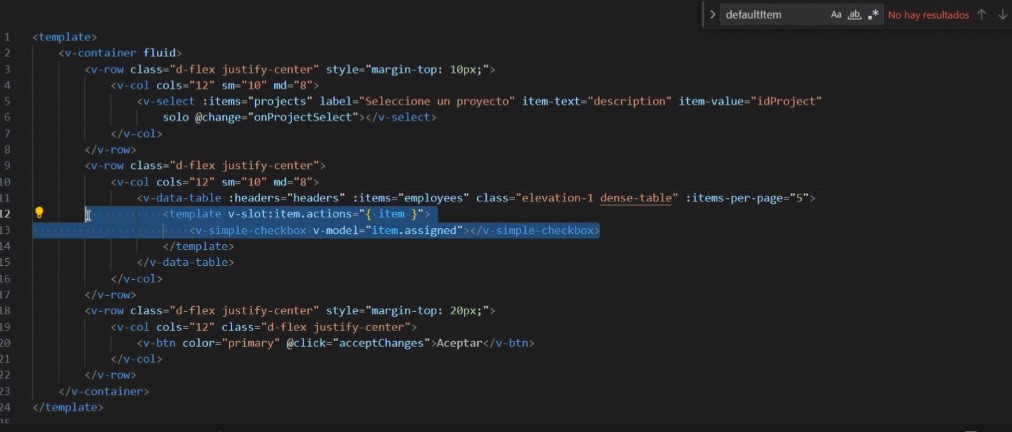 defaultItem Aa ab .* No hay resultados
1 <template>
2 <v-container fluid>
3 <v-row class="d-flex justify-center" style="margin-top: 10px;">
4 <v-col cols="12" sm="10" md="8">
5 <v-select :items="projects" label="Seleccione un proyecto" item-text="description" item-value="idProject"
6 solo @change="onProjectSelect"></v-select>
7 </v-col>
8 </v-row>
9 <v-row class="d-flex justify-center">
10 <v-col cols="12" sm="10" md="8">
11 <v-data-table :headers="headers" :items="employees" class="elevation-1 dense-table" :items-per-page="5">
12 <template v-slot:item.actions="{ item }">
13 <v-simple-checkbox v-model="item.assigned"></v-simple-checkbox>
14 </template>
15 </v-data-table>
16 </v-col>
17 </v-row>
18 <v-row class="d-flex justify-center" style="margin-top: 20px;">
19 <v-col cols="12" class="d-flex justify-center">
20 <v-btn color="primary" @click="acceptChanges">Aceptar</v-btn>
21 </v-col>
22 </v-row>
23 </v-container>
24 </template>